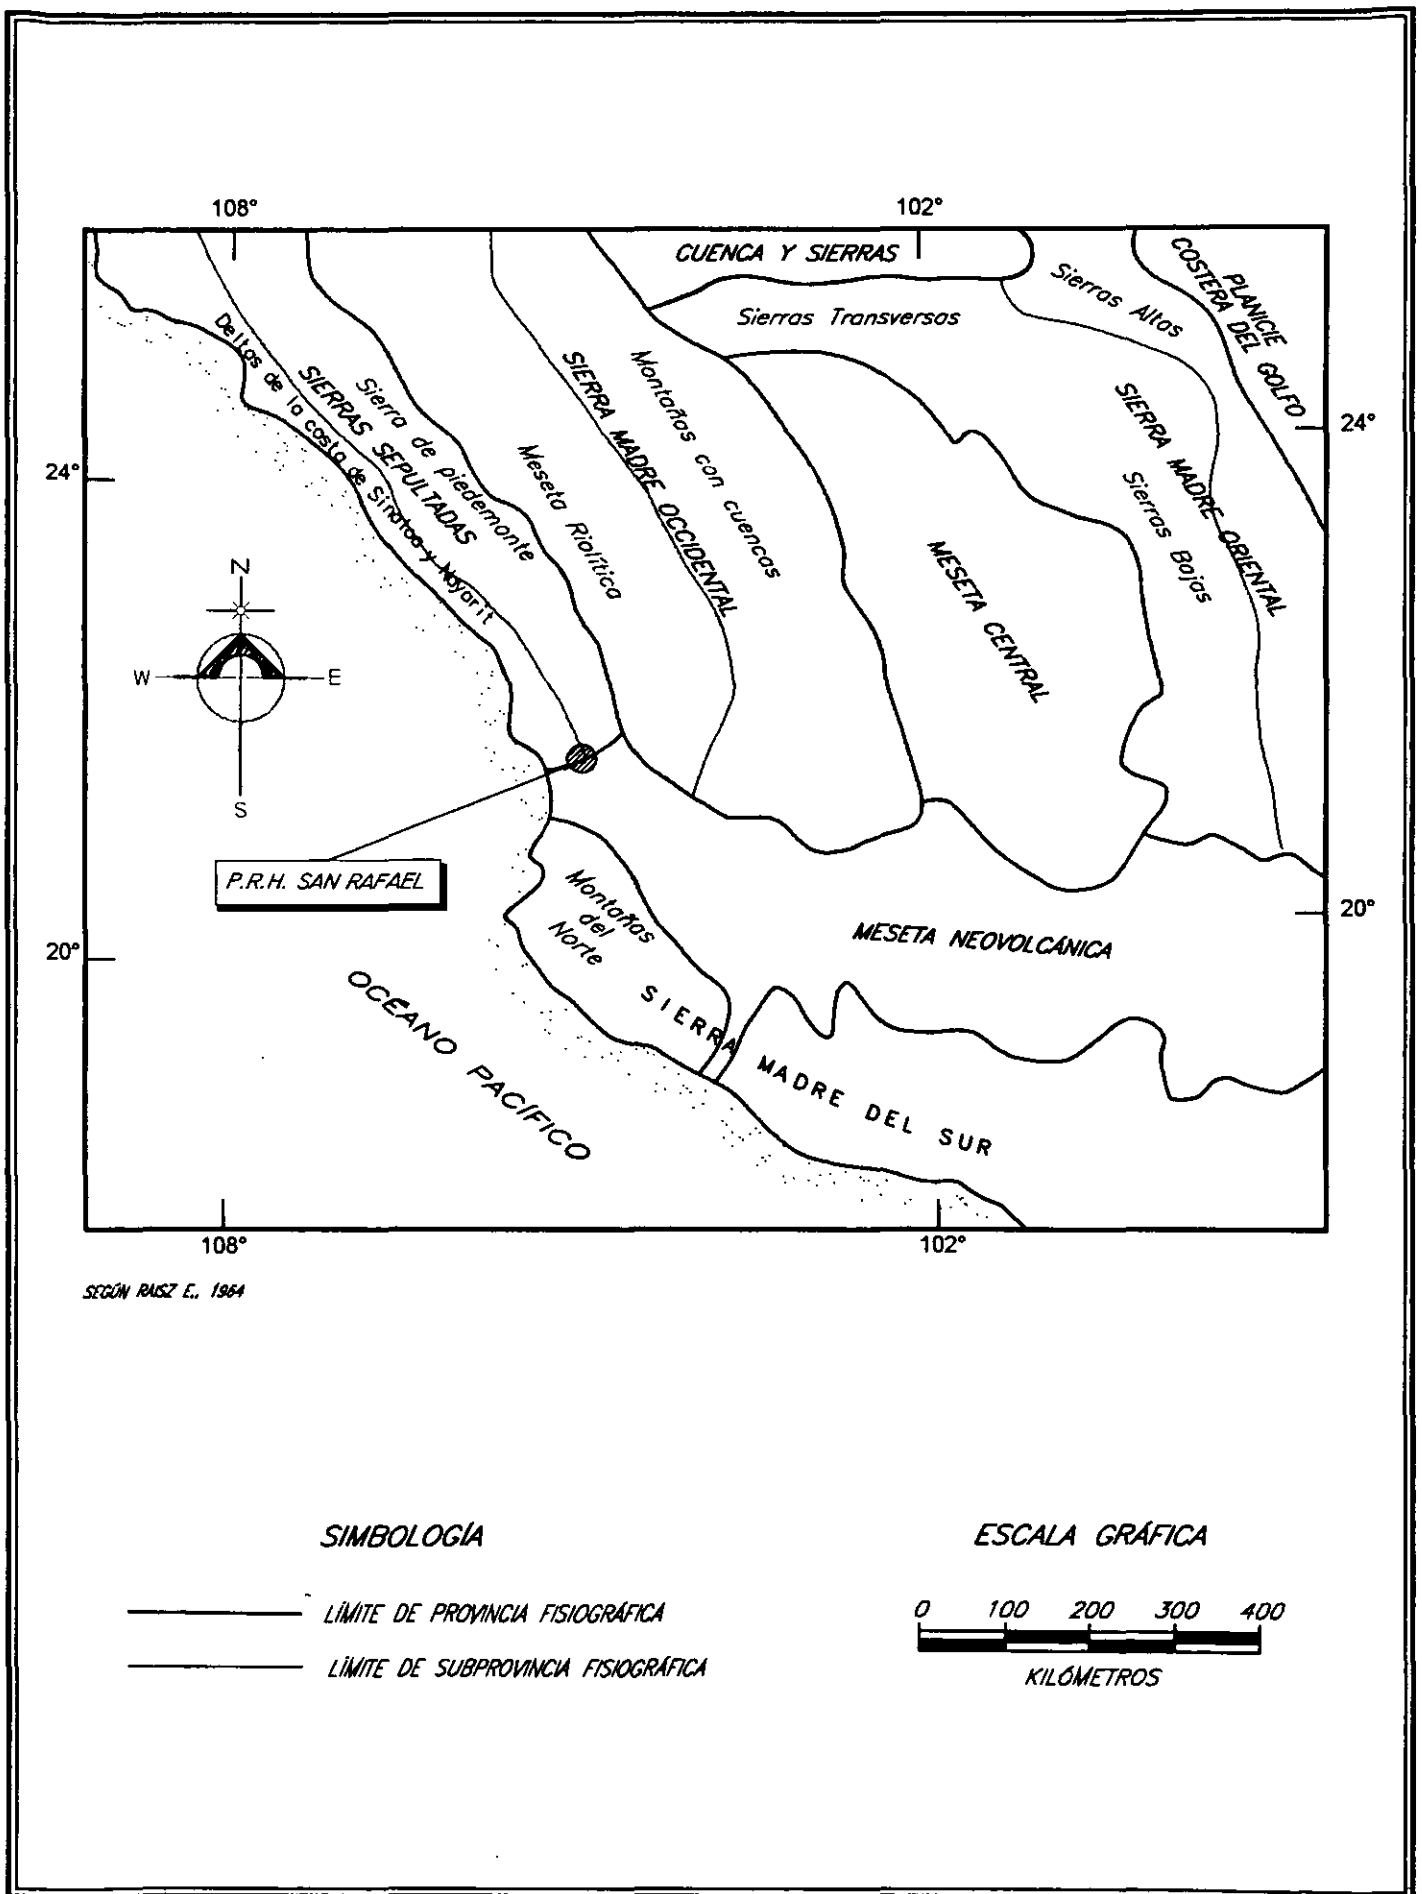 108°
102°
CUENCA Y SIERRAS
Sierras Transversas
Sierras Altas
PLANICIE
COSTERA DEL GOLFO
Deltas de la costa de Sinaloa y Nayarit
SIERRAS SEPULTADAS
Sierra de piedemonte
Meseta Riolítica
SIERRA MADRE OCCIDENTAL
Montañas con cuencas
MESETA CENTRAL
SIERRA MADRE ORIENTAL
Sierras Bajas
24°
24°
N
W
E
S
P.R.H. SAN RAFAEL
Montañas
del
Norte
MESETA NEOVOLCÁNICA
20°
20°
OCÉANO PACÍFICO
SIERRA MADRE DEL SUR
108°
102°
SEGÚN RAISZ E., 1964
SIMBOLOGÍA
LÍMITE DE PROVINCIA FISIOGRÁFICA
LÍMITE DE SUBPROVINCIA FISIOGRÁFICA
ESCALA GRÁFICA
0 100 200 300 400
KILÓMETROS